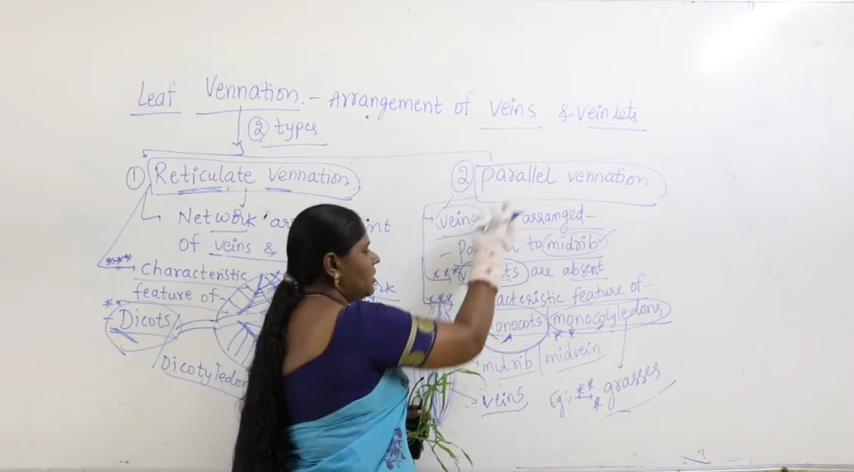 Leaf Vennation. - Arrangement of veins & veinlets
② types
① Reticulate Vennation
Network
of veins &
*** characteristic
** feature of -
Dicots
Dicotyledon
② Parallel vennation
veins arranged -
- to midrib
*** are absent
*** feature of -
monocotyledons
midrib | midvein
veins
Eg:- *** grasses